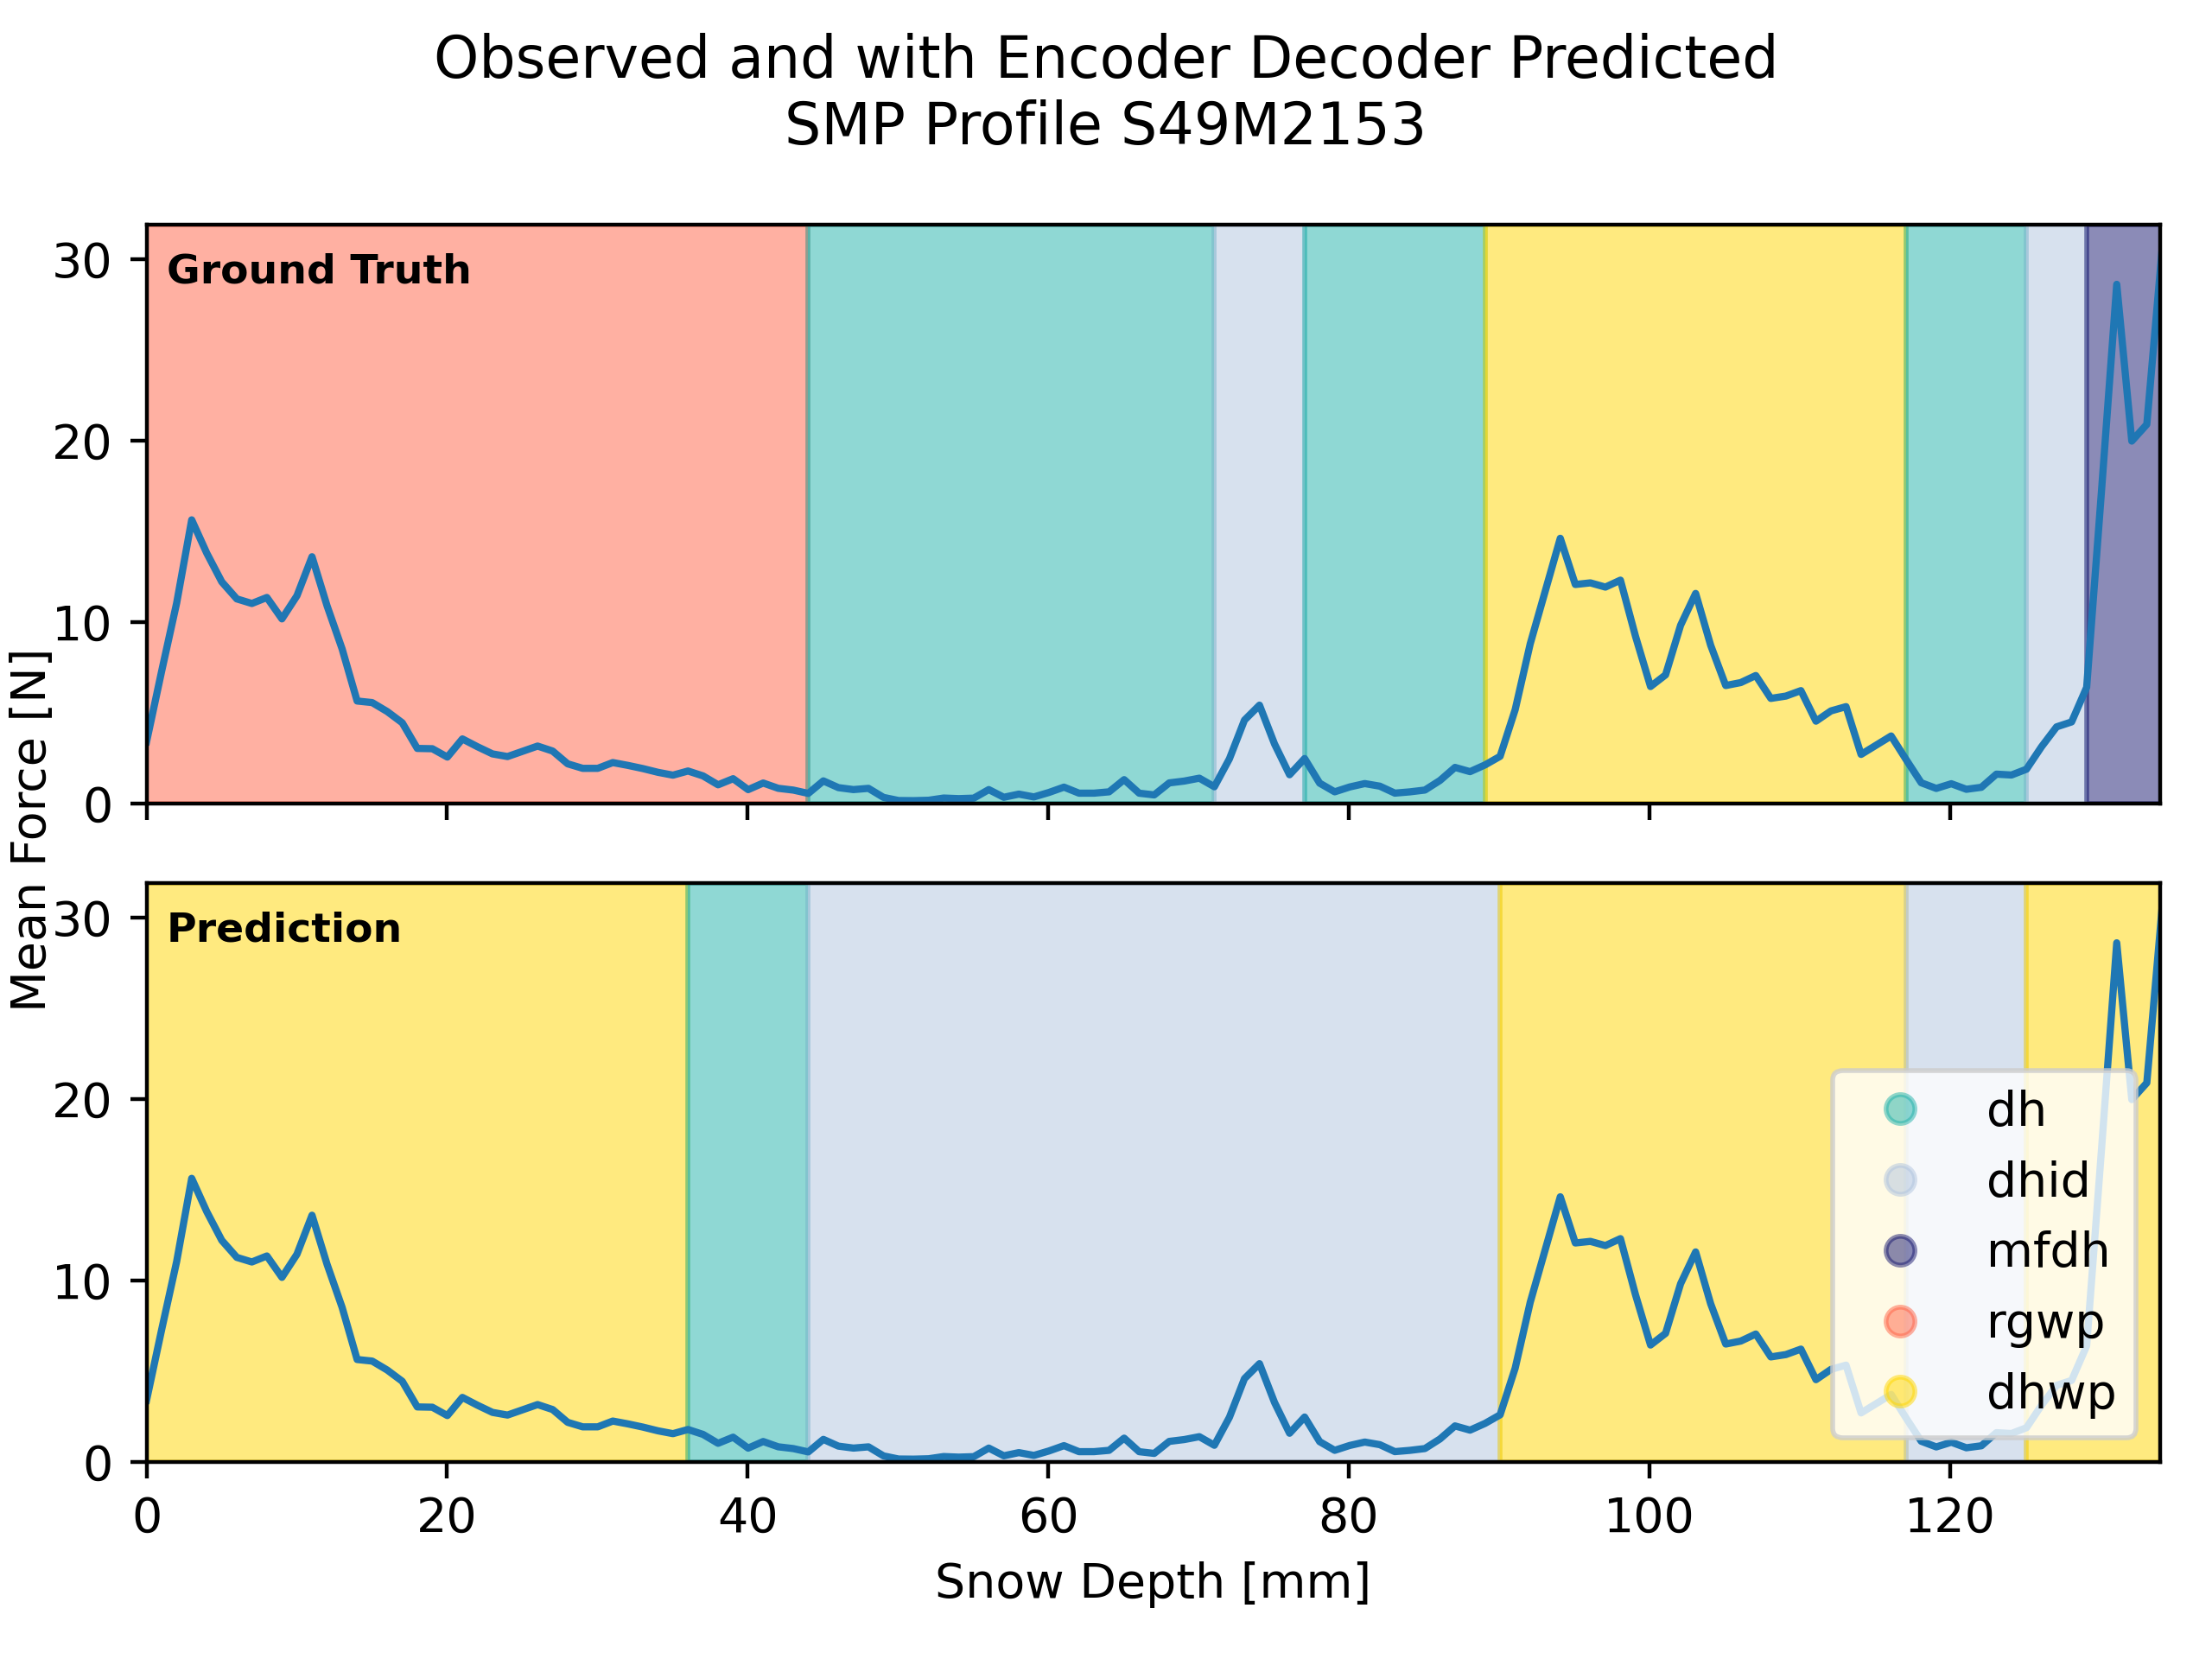 Observed and with Encoder Decoder Predicted
SMP Profile S49M2153
Mean Force [N]
30
20
10
0
Ground Truth
30
20
10
0
Prediction
dh
dhid
mfdh
rgwp
dhwp
0 20 40 60 80 100 120
Snow Depth [mm]